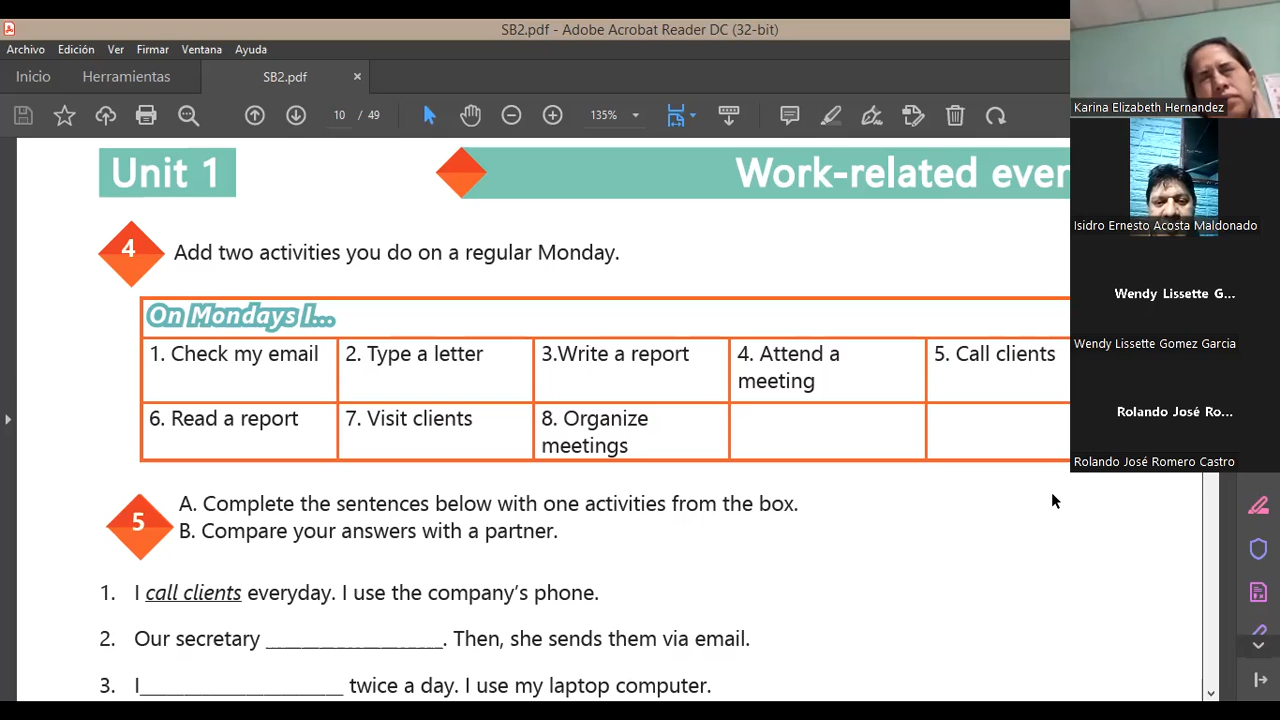 SB2.pdf - Adobe Acrobat Reader DC (32-bit)
Archivo Edición Ver Firmar Ventana Ayuda
Inicio Herramientas SB2.pdf ×
10 / 49 135%
Unit 1 Work-related even
4 Add two activities you do on a regular Monday.
On Mondays I...
1. Check my email 2. Type a letter 3.Write a report 4. Attend a meeting 5. Call clients
6. Read a report 7. Visit clients 8. Organize meetings
5 A. Complete the sentences below with one activities from the box.
B. Compare your answers with a partner.
1. I call clients everyday. I use the company's phone.
2. Our secretary ____________________. Then, she sends them via email.
3. I_______________________ twice a day. I use my laptop computer.
Karina Elizabeth Hernandez
Isidro Ernesto Acosta Maldonado
Wendy Lissette G...
Wendy Lissette Gomez Garcia
Rolando José Ro...
Rolando José Romero Castro